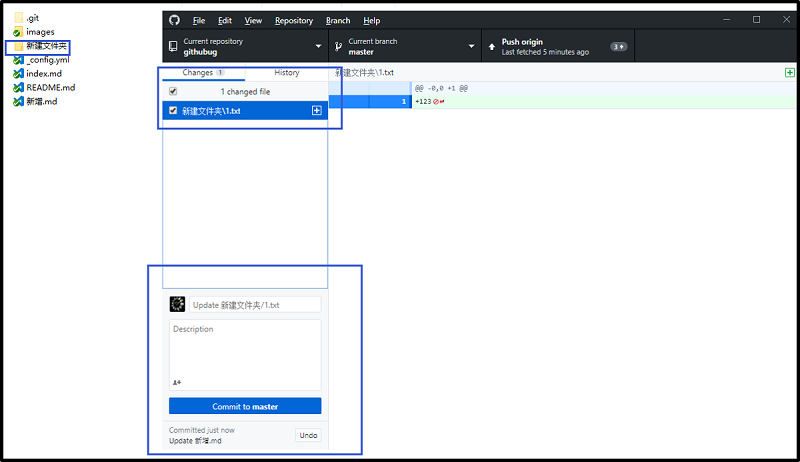 .git
images
新建文件夹
_config.yml
index.md
README.md
新增.md
File Edit View Repository Branch Help
Current repository
githubug
Current branch
master
Push origin
Last fetched 5 minutes ago
3
Changes 1 History
新建文件夹\1.txt
1 changed file
@@ -0,0 +1 @@
新建文件夹\1.txt
1 +123
Update 新建文件夹/1.txt
Description
Commit to master
Committed just now
Update 新增.md
Undo